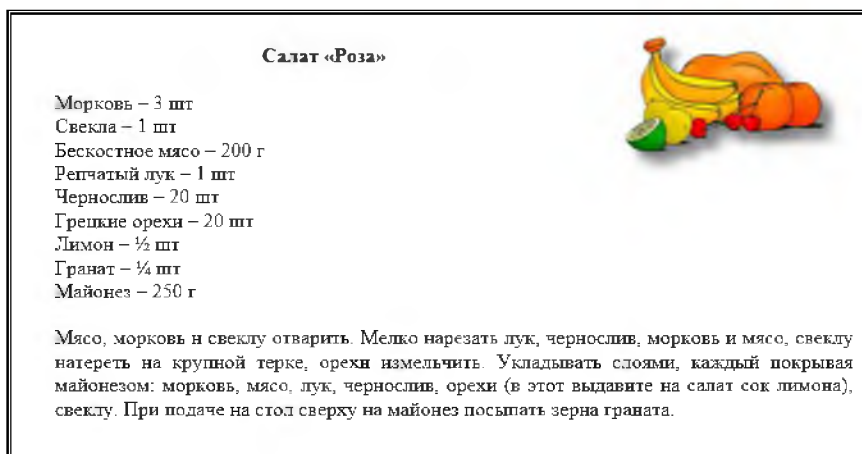 Салат «Роза»
Морковь – 3 шт
Свекла – 1 шт
Бескостное мясо – 200 г
Репчатый лук – 1 шт
Чернослив – 20 шт
Грецкие орехи – 20 шт
Лимон – ½ шт
Гранат – ¼ шт
Майонез – 250 г
Мясо, морковь н свеклу отварить. Мелко нарезать лук, чернослив, морковь и мясо, свеклу
натереть на крупной терке, орехи измельчить. Укладывать слоями, каждый покрывая
майонезом: морковь, мясо, лук, чернослив, орехи (в этот выдавите на салат сок лимона),
свеклу. При подаче на стол сверху на майонез посыпать зерна граната.